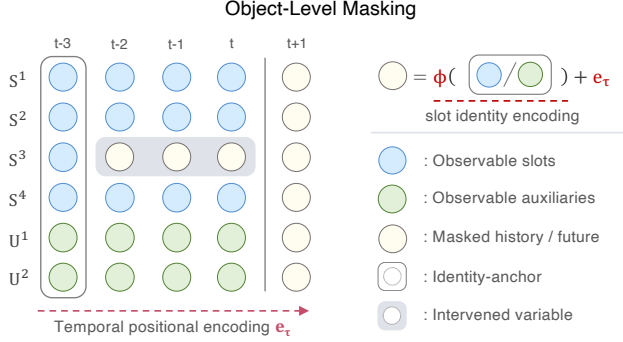 Object-Level Masking
t-3 t-2 t-1 t t+1
S¹
S²
S³
S⁴
U¹
U²
Temporal positional encoding e_τ
= ϕ( / ) + e_τ
slot identity encoding
: Observable slots
: Observable auxiliaries
: Masked history / future
: Identity-anchor
: Intervened variable